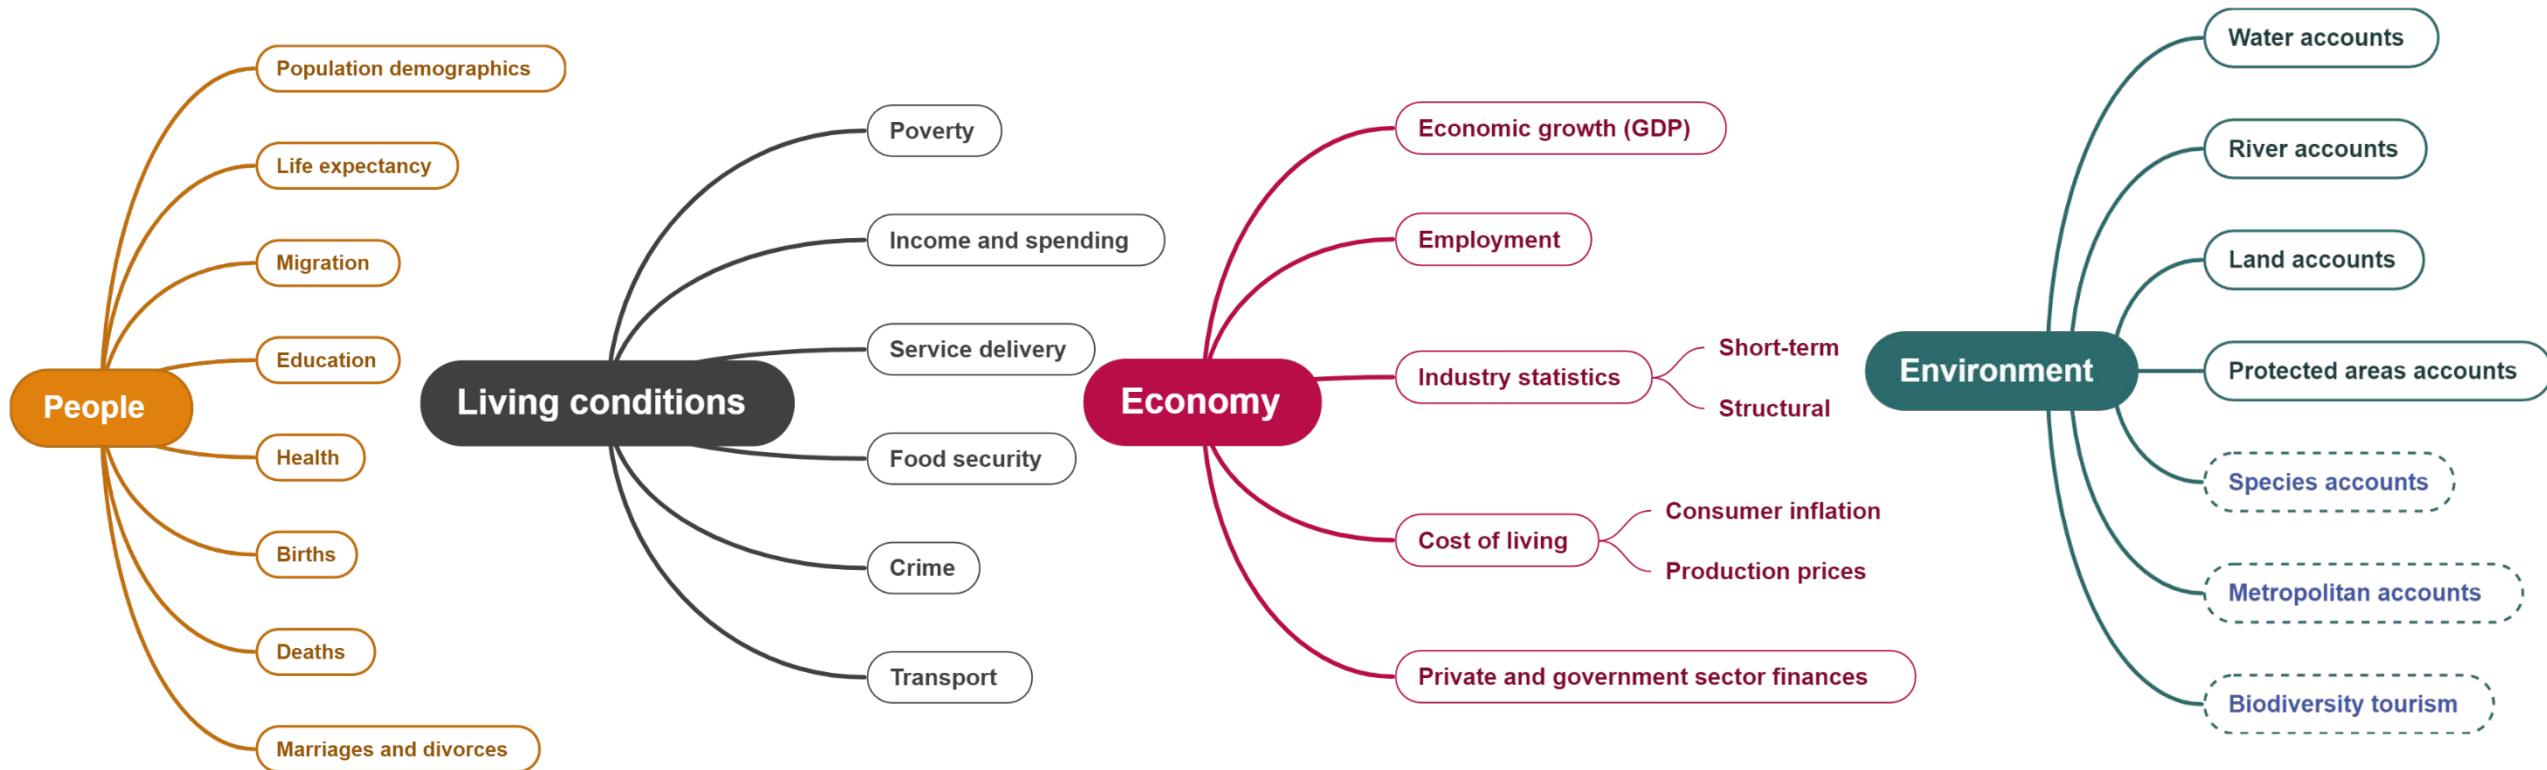 People
Population demographics
Life expectancy
Migration
Education
Health
Births
Deaths
Marriages and divorces
Living conditions
Poverty
Income and spending
Service delivery
Food security
Crime
Transport
Economy
Economic growth (GDP)
Employment
Industry statistics
Short-term
Structural
Cost of living
Consumer inflation
Production prices
Private and government sector finances
Environment
Water accounts
River accounts
Land accounts
Protected areas accounts
Species accounts
Metropolitan accounts
Biodiversity tourism